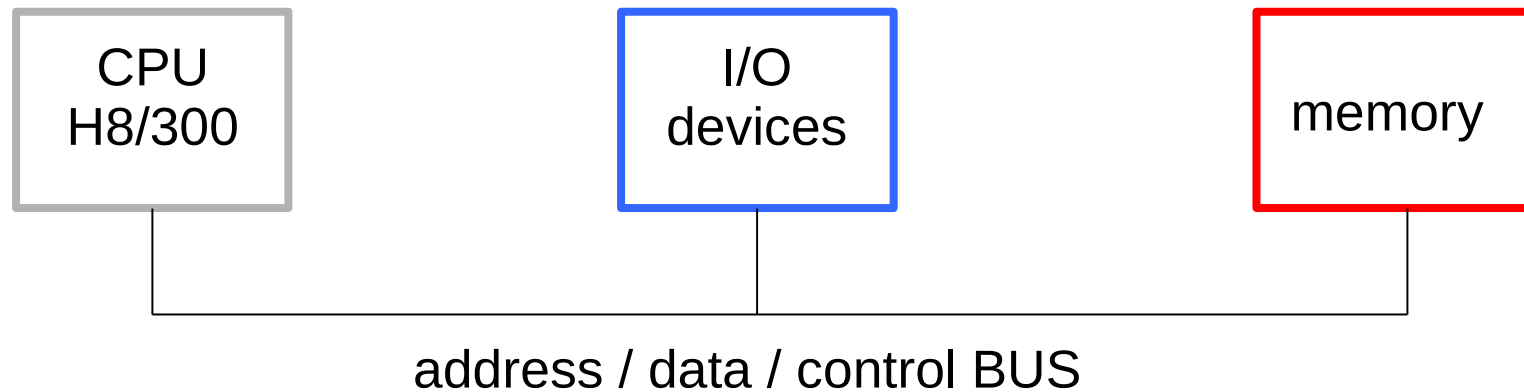 CPU
H8/300
I/O
devices
memory
address / data / control BUS